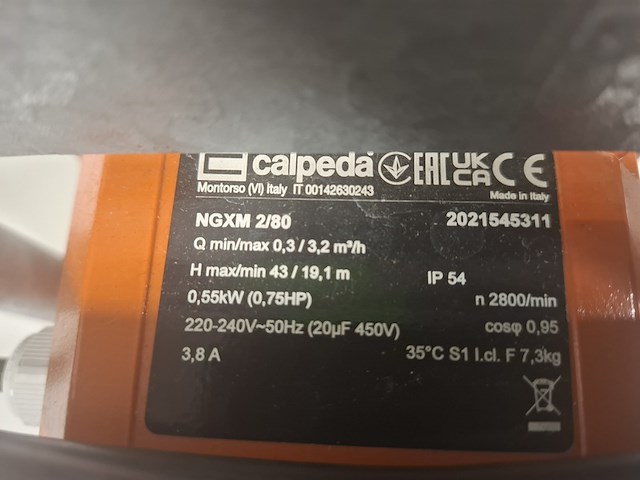 calpeda® EAC UK CA CE
Montorso (VI) Italy IT 00142630243
Made in Italy
NGXM 2/80 2021545311
Q min/max 0,3 / 3,2 m³/h
H max/min 43 / 19,1 m
IP 54
0,55kW (0,75HP) n 2800/min
220-240V~50Hz (20µF 450V) cosφ 0,95
3,8 A 35°C S1 I.cl. F 7,3kg